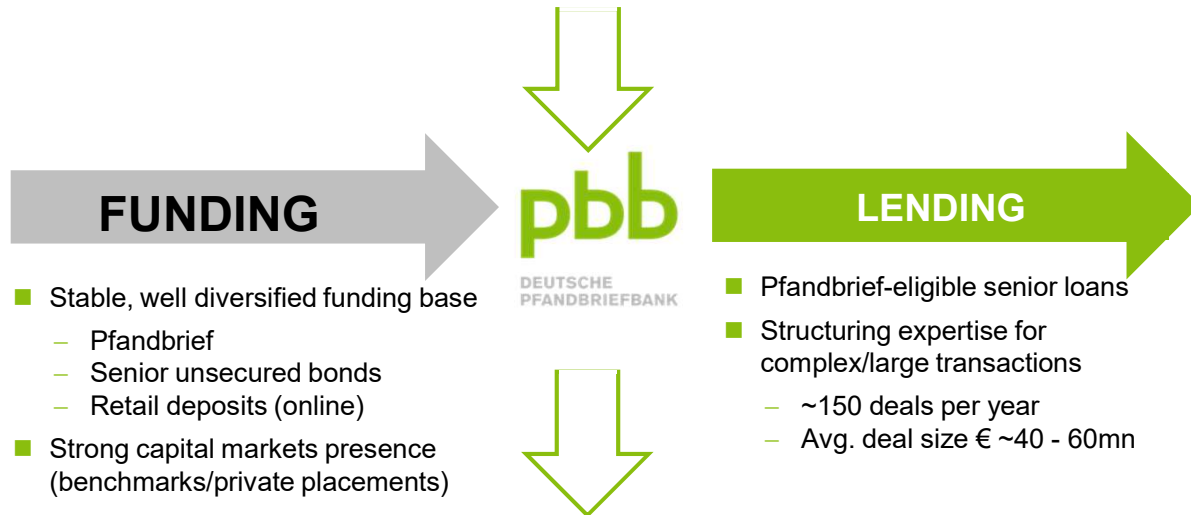 FUNDING
■ Stable, well diversified funding base
– Pfandbrief
– Senior unsecured bonds
– Retail deposits (online)
■ Strong capital markets presence
(benchmarks/private placements)
pbb
DEUTSCHE
PFANDBRIEFBANK
LENDING
■ Pfandbrief-eligible senior loans
■ Structuring expertise for
complex/large transactions
– ~150 deals per year
– Avg. deal size € ~40 - 60mn